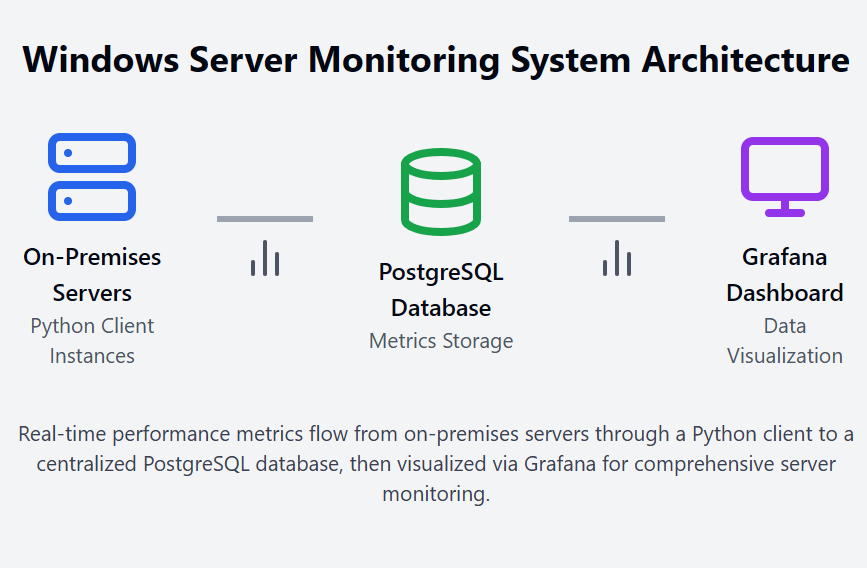 Windows Server Monitoring System Architecture
On-Premises
Servers
Python Client
Instances
PostgreSQL
Database
Metrics Storage
Grafana
Dashboard
Data
Visualization
Real-time performance metrics flow from on-premises servers through a Python client to a
centralized PostgreSQL database, then visualized via Grafana for comprehensive server
monitoring.